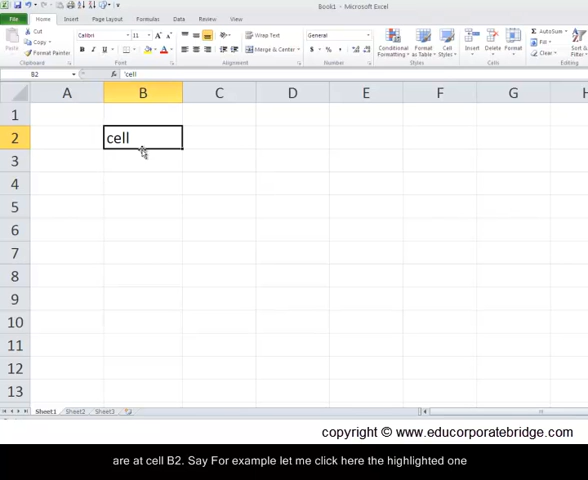 Book1 - Microsoft Excel
File Home Insert Page Layout Formulas Data Review View
Cut
Copy
Format Painter
Paste
Clipboard
Calibri 11
B I U
Font
Wrap Text
Merge & Center
Alignment
General
$ % ,
Number
Conditional Formatting
Format as Table
Cell Styles
Styles
Insert Delete Format
Cells
AutoSum
Fill
Clear
Sort & Filter
Editing
B2 fx 'cell
A B C D E F G H
1
2 cell
3
4
5
6
7
8
9
10
11
12
13
Sheet1 Sheet2 Sheet3
copyright © www.educorporatebridge.com
are at cell B2. Say For example let me click here the highlighted one